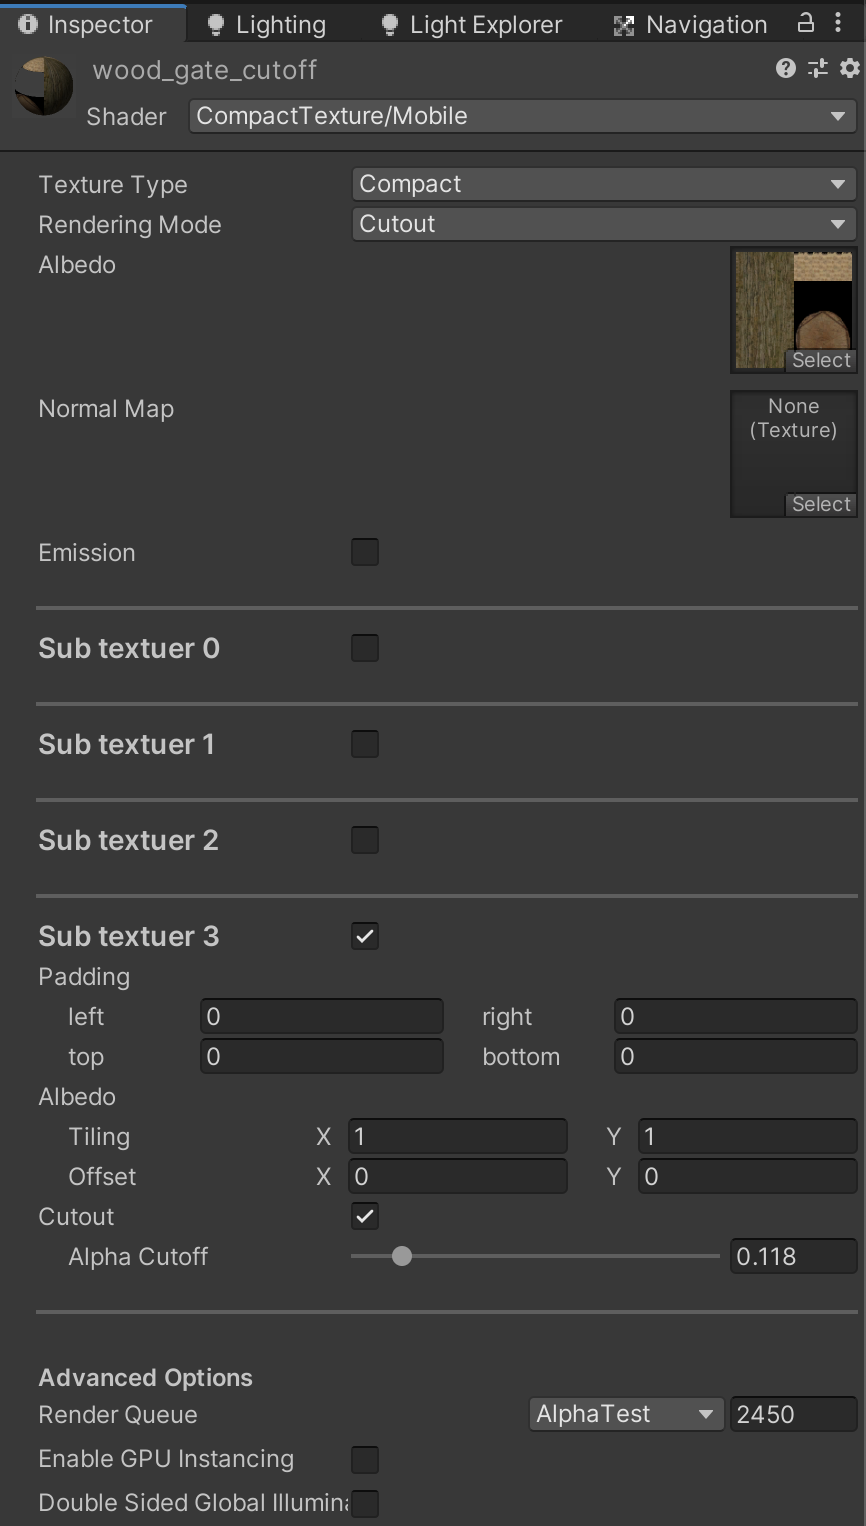 Inspector Lighting Light Explorer Navigation
wood_gate_cutoff
Shader CompactTexture/Mobile
Texture Type Compact
Rendering Mode Cutout
Albedo
Select
Normal Map None
(Texture)
Select
Emission
Sub textuer 0
Sub textuer 1
Sub textuer 2
Sub textuer 3
Padding
left 0 right 0
top 0 bottom 0
Albedo
Tiling X 1 Y 1
Offset X 0 Y 0
Cutout
Alpha Cutoff 0.118
Advanced Options
Render Queue AlphaTest 2450
Enable GPU Instancing
Double Sided Global Illumina